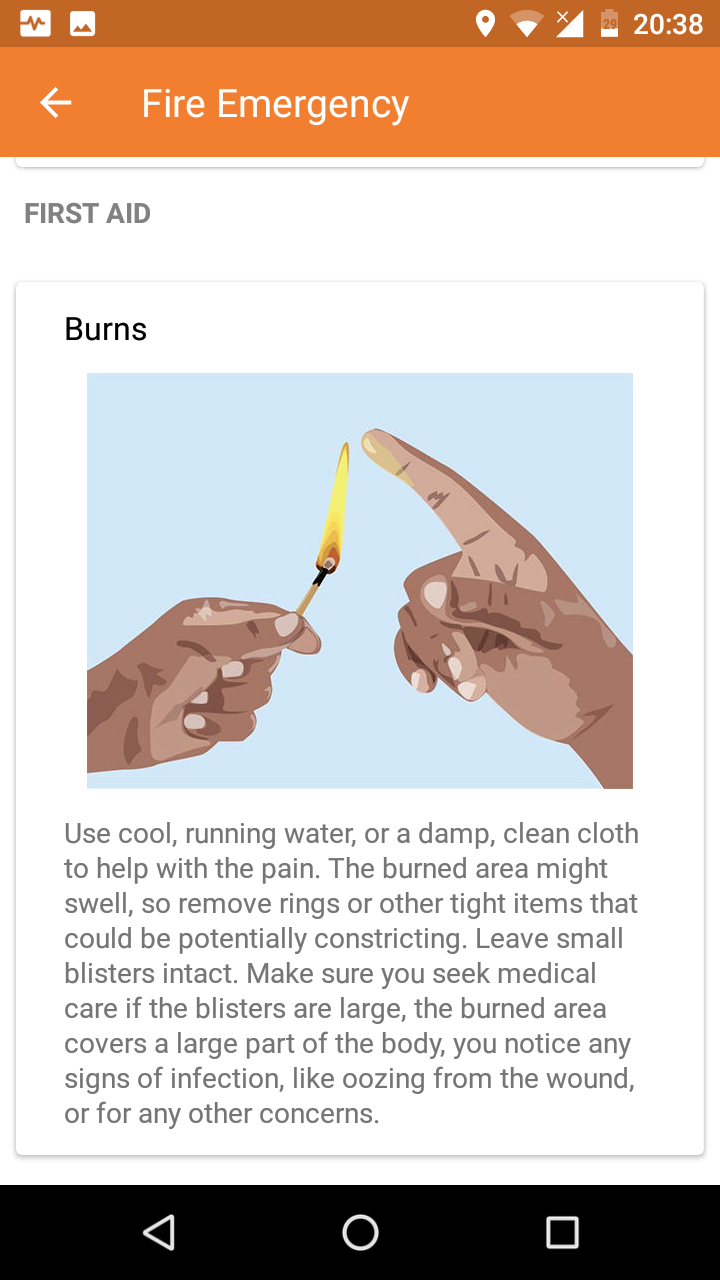 29 20:38
Fire Emergency
FIRST AID
Burns
Use cool, running water, or a damp, clean cloth
to help with the pain. The burned area might
swell, so remove rings or other tight items that
could be potentially constricting. Leave small
blisters intact. Make sure you seek medical
care if the blisters are large, the burned area
covers a large part of the body, you notice any
signs of infection, like oozing from the wound,
or for any other concerns.